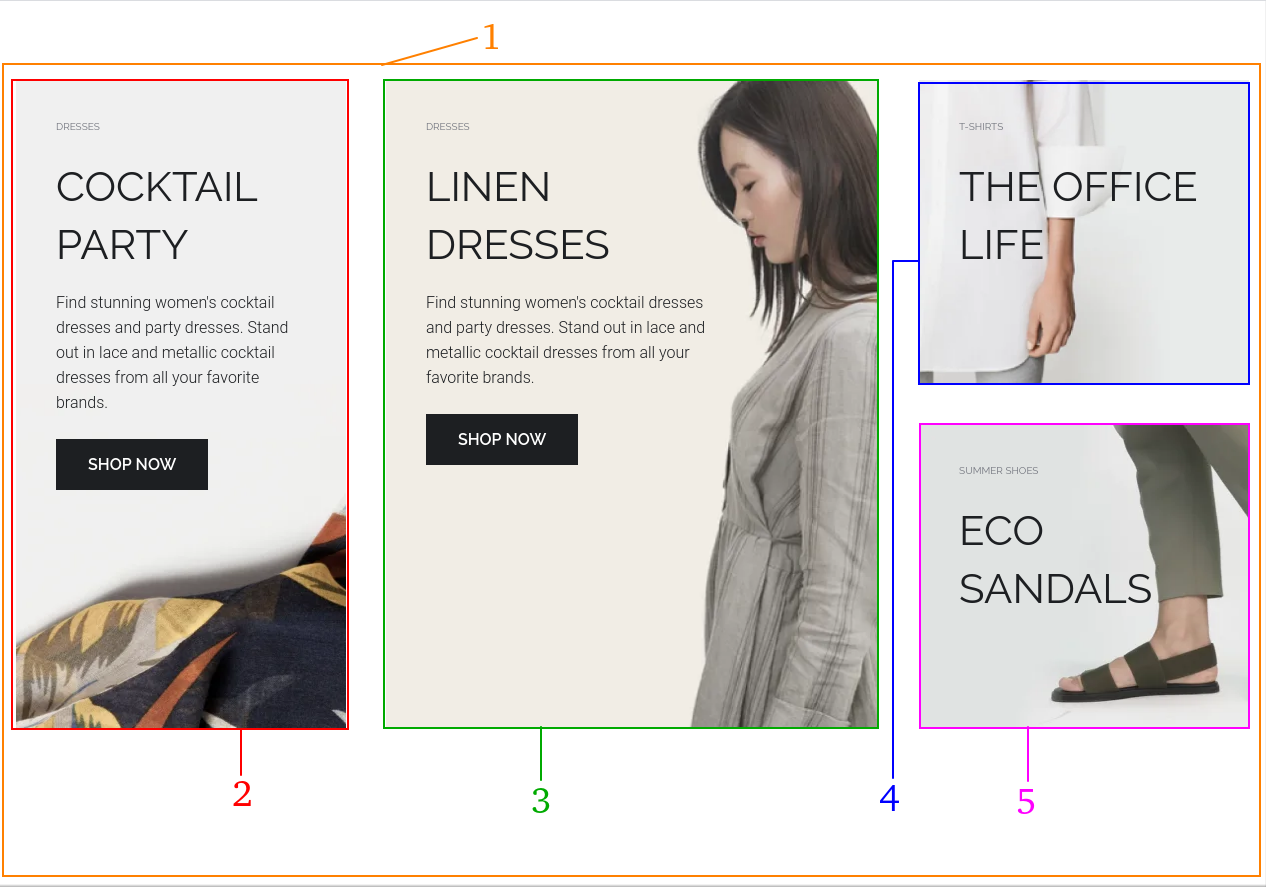 1
DRESSES
COCKTAIL
PARTY
Find stunning women's cocktail
dresses and party dresses. Stand
out in lace and metallic cocktail
dresses from all your favorite
brands.
SHOP NOW
DRESSES
LINEN
DRESSES
Find stunning women's cocktail dresses
and party dresses. Stand out in lace and
metallic cocktail dresses from all your
favorite brands.
SHOP NOW
T-SHIRTS
THE OFFICE
LIFE
SUMMER SHOES
ECO
SANDALS
2
3
4
5